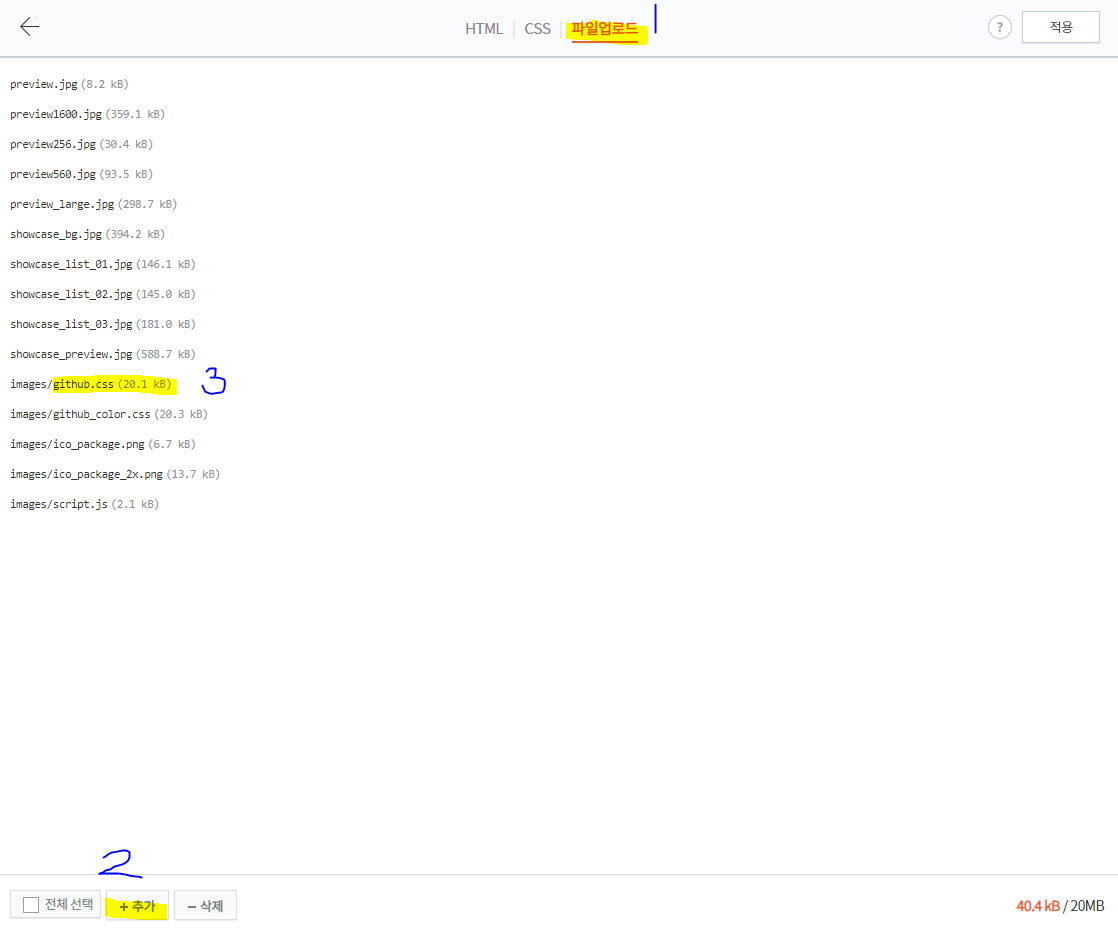 HTML | CSS | 파일업로드 1 ? 적용
preview.jpg (8.2 kB)
preview1600.jpg (359.1 kB)
preview256.jpg (30.4 kB)
preview560.jpg (93.5 kB)
preview_large.jpg (298.7 kB)
showcase_bg.jpg (394.2 kB)
showcase_list_01.jpg (146.1 kB)
showcase_list_02.jpg (145.0 kB)
showcase_list_03.jpg (181.0 kB)
showcase_preview.jpg (588.7 kB)
images/github.css (20.1 kB) 3
images/github_color.css (20.3 kB)
images/ico_package.png (6.7 kB)
images/ico_package_2x.png (13.7 kB)
images/script.js (2.1 kB)
2
전체 선택 + 추가 − 삭제 40.4 kB / 20MB